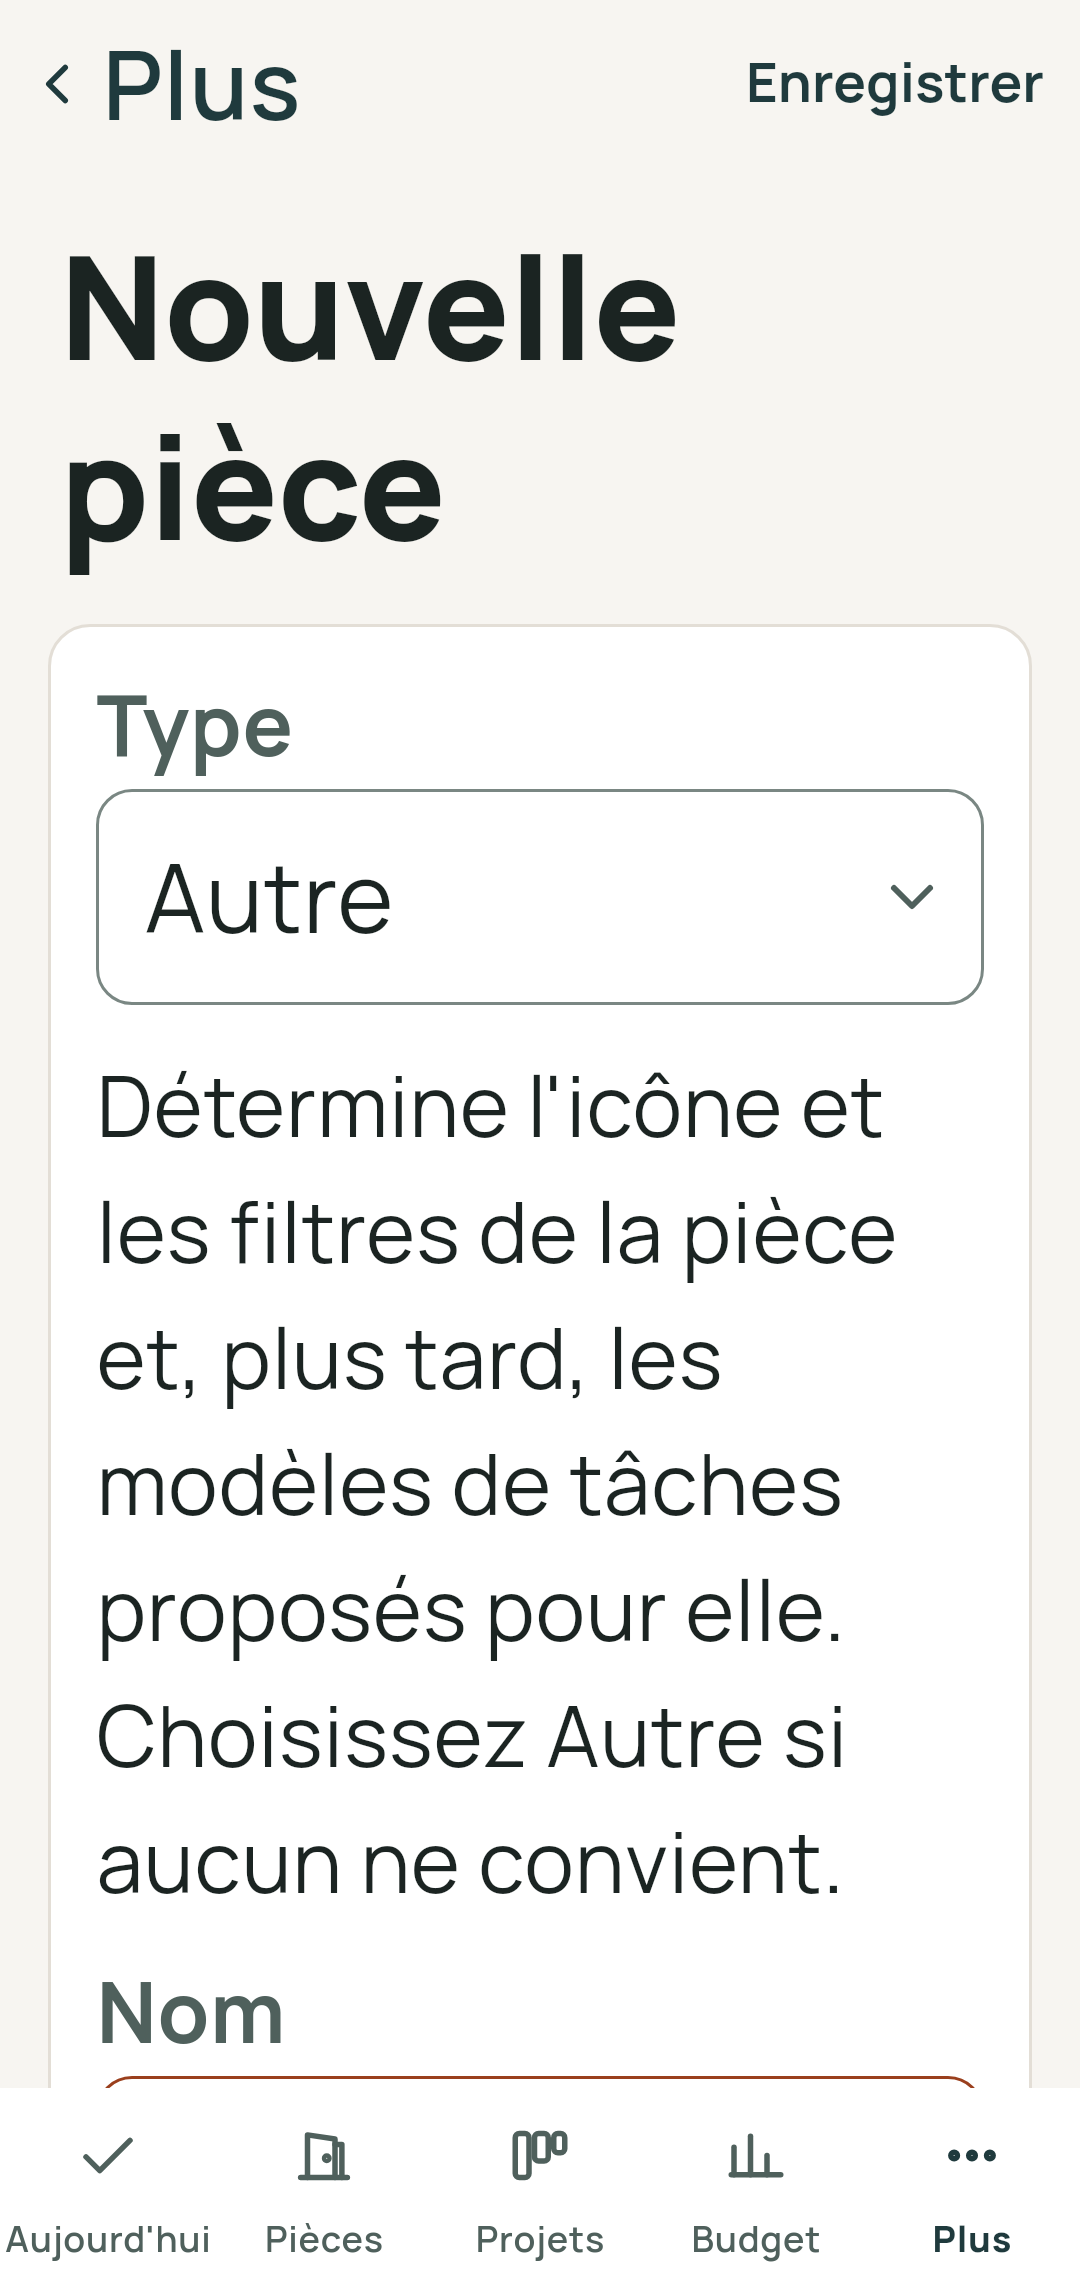 Plus
Enregistrer
Nouvelle
pièce
Type
Autre
Détermine l'icône et
les filtres de la pièce
et, plus tard, les
modèles de tâches
proposés pour elle.
Choisissez Autre si
aucun ne convient.
Nom
Aujourd'hui
Pièces
Projets
Budget
Plus